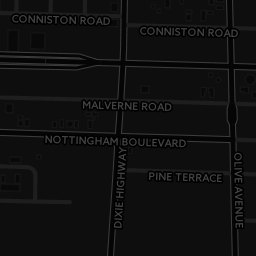 CONNISTON ROAD
CONNISTON ROAD
MALVERNE ROAD
NOTTINGHAM BOULEVARD
PINE TERRACE
DIXIE HIGHWAY
OLIVE AVENUE